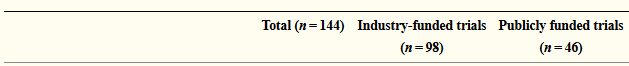 Total (n = 144) Industry-funded trials Publicly funded trials
(n = 98) (n = 46)